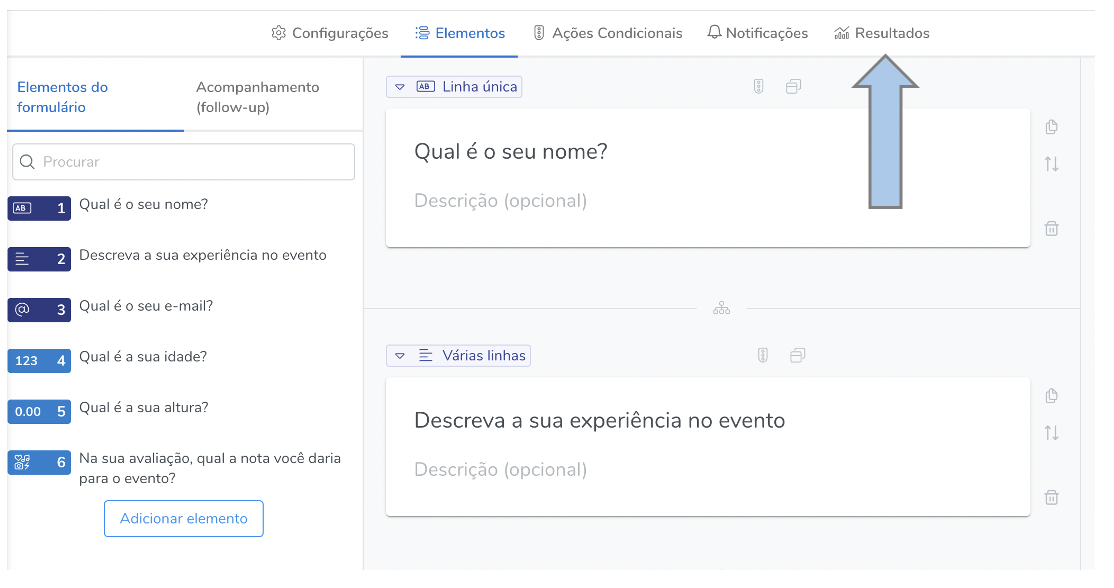 Configurações
Elementos
Ações Condicionais
Notificações
Resultados
Elementos do
formulário
Acompanhamento
(follow-up)
Procurar
AB 1 Qual é o seu nome?
2 Descreva a sua experiência no evento
@ 3 Qual é o seu e-mail?
123 4 Qual é a sua idade?
0.00 5 Qual é a sua altura?
6 Na sua avaliação, qual a nota você daria
para o evento?
Adicionar elemento
AB Linha única
Qual é o seu nome?
Descrição (opcional)
Várias linhas
Descreva a sua experiência no evento
Descrição (opcional)